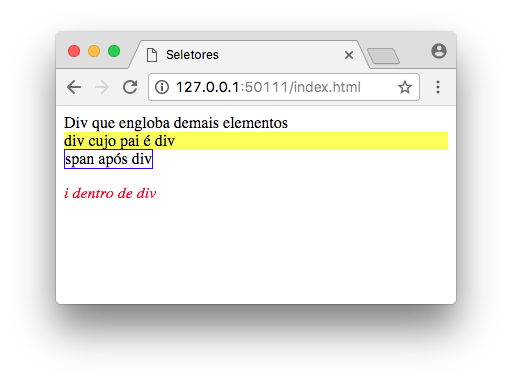 Seletores
127.0.0.1:50111/index.html
Div que engloba demais elementos
div cujo pai é div
span após div
i dentro de div